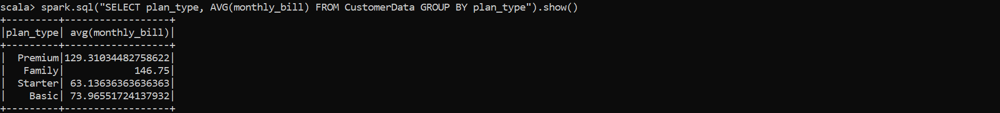 scala> spark.sql("SELECT plan_type, AVG(monthly_bill) FROM CustomerData GROUP BY plan_type").show()
+---------+------------------+
|plan_type| avg(monthly_bill)|
+---------+------------------+
|  Premium|129.31034482758622|
|   Family|            146.75|
|  Starter| 63.13636363636363|
|    Basic| 73.96551724137932|
+---------+------------------+